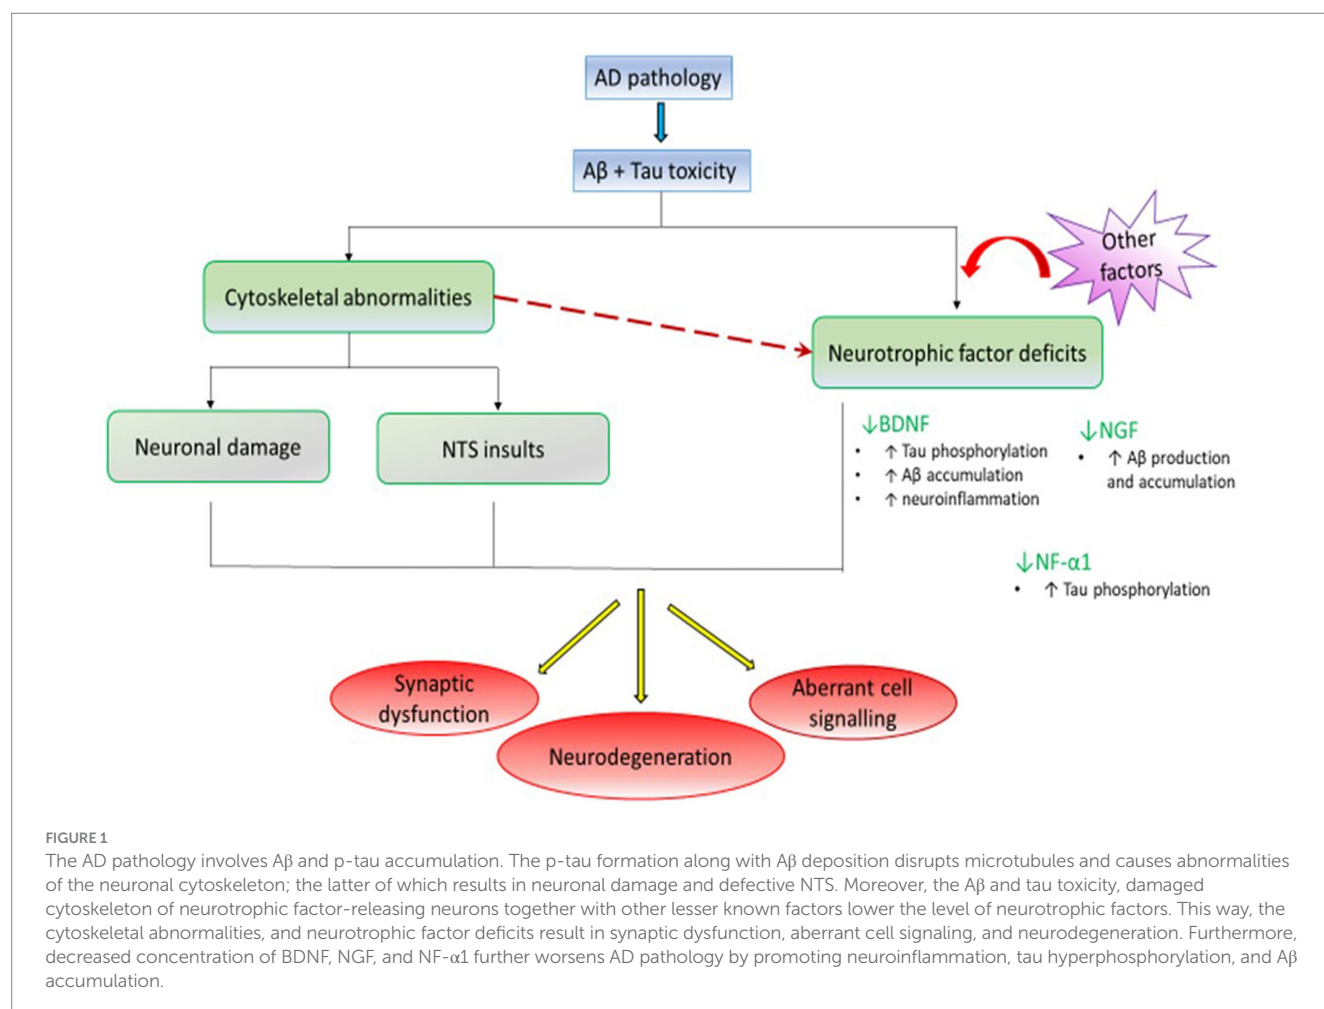 AD pathology
Aβ + Tau toxicity
Other
factors
Cytoskeletal abnormalities
Neurotrophic factor deficits
Neuronal damage
NTS insults
↓BDNF
• ↑ Tau phosphorylation
• ↑ Aβ accumulation
• ↑ neuroinflammation
↓NGF
• ↑ Aβ production
and accumulation
↓NF-α1
• ↑ Tau phosphorylation
Synaptic
dysfunction
Neurodegeneration
Aberrant cell
signalling
FIGURE 1
The AD pathology involves Aβ and p-tau accumulation. The p-tau formation along with Aβ deposition disrupts microtubules and causes abnormalities
of the neuronal cytoskeleton; the latter of which results in neuronal damage and defective NTS. Moreover, the Aβ and tau toxicity, damaged
cytoskeleton of neurotrophic factor-releasing neurons together with other lesser known factors lower the level of neurotrophic factors. This way, the
cytoskeletal abnormalities, and neurotrophic factor deficits result in synaptic dysfunction, aberrant cell signaling, and neurodegeneration. Furthermore,
decreased concentration of BDNF, NGF, and NF-α1 further worsens AD pathology by promoting neuroinflammation, tau hyperphosphorylation, and Aβ
accumulation.